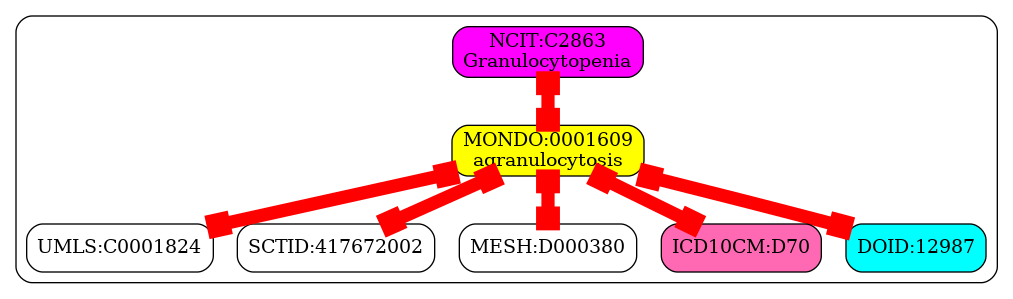 NCIT:C2863
Granulocytopenia
MONDO:0001609
agranulocytosis
UMLS:C0001824
SCTID:417672002
MESH:D000380
ICD10CM:D70
DOID:12987